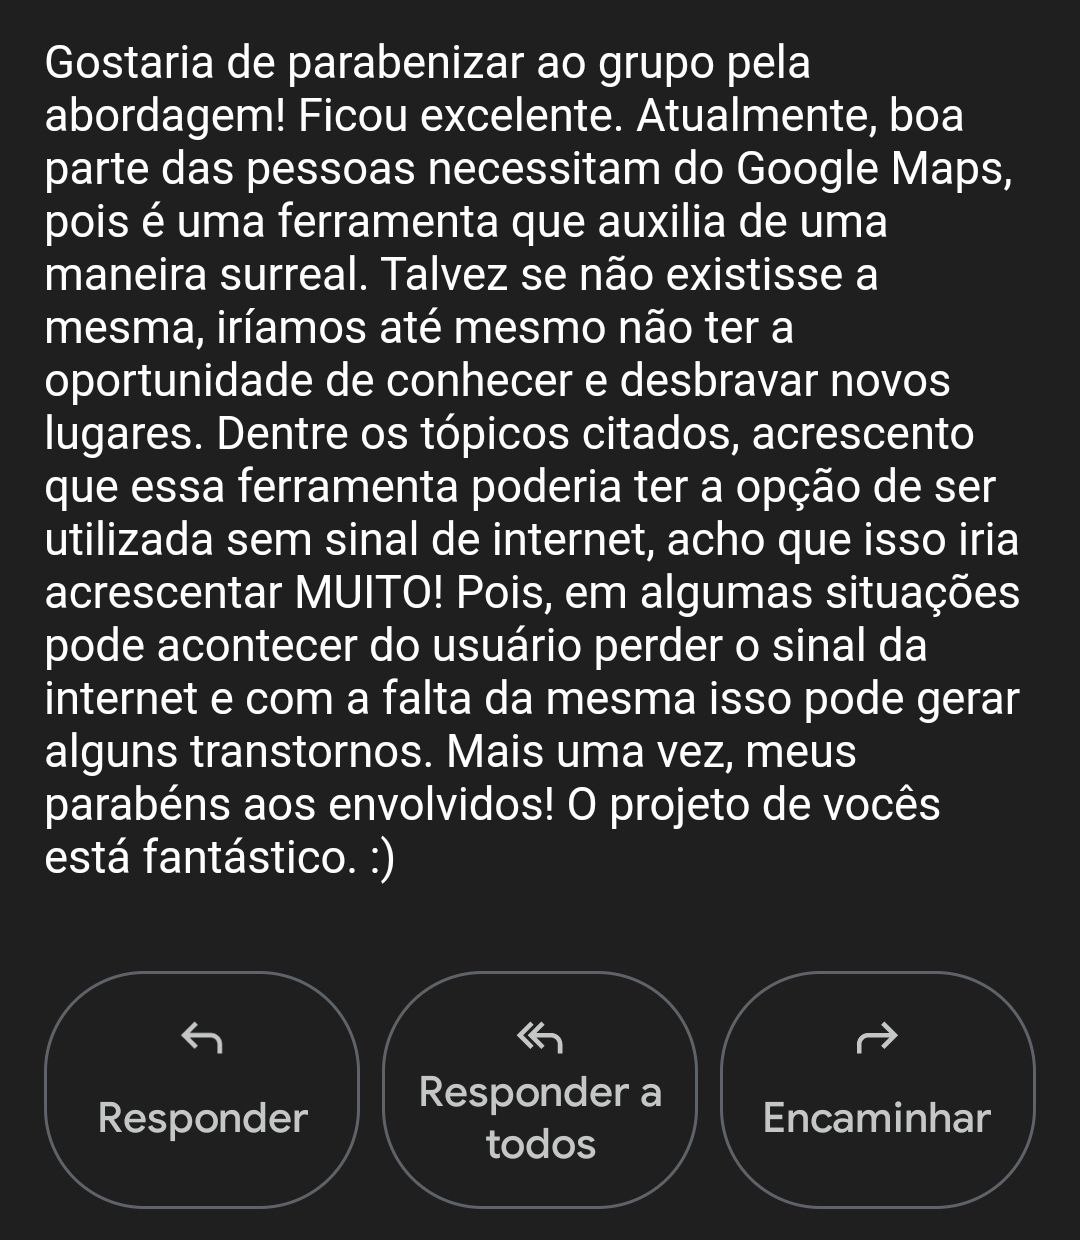 Gostaria de parabenizar ao grupo pela
abordagem! Ficou excelente. Atualmente, boa
parte das pessoas necessitam do Google Maps,
pois é uma ferramenta que auxilia de uma
maneira surreal. Talvez se não existisse a
mesma, iríamos até mesmo não ter a
oportunidade de conhecer e desbravar novos
lugares. Dentre os tópicos citados, acrescento
que essa ferramenta poderia ter a opção de ser
utilizada sem sinal de internet, acho que isso iria
acrescentar MUITO! Pois, em algumas situações
pode acontecer do usuário perder o sinal da
internet e com a falta da mesma isso pode gerar
alguns transtornos. Mais uma vez, meus
parabéns aos envolvidos! O projeto de vocês
está fantástico. :)
Responder
Responder a
todos
Encaminhar